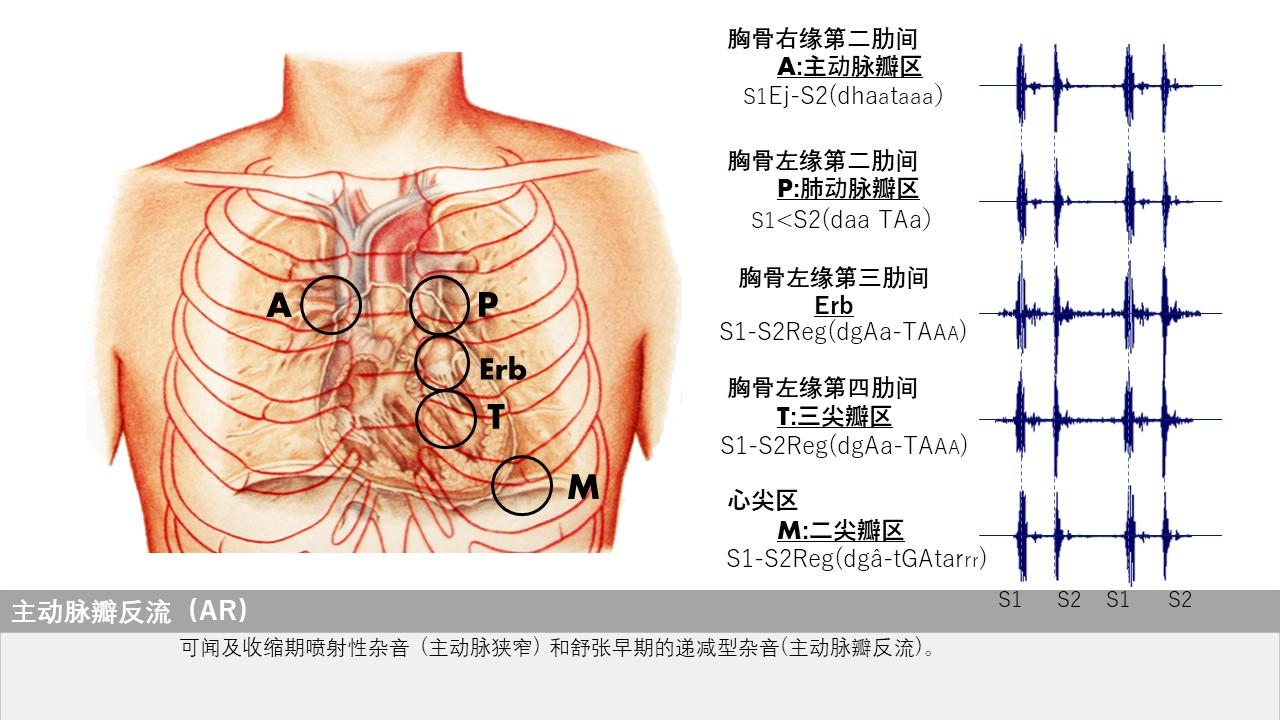 胸骨右缘第二肋间
A:主动脉瓣区
S1Ej-S2(dhaataaa)
胸骨左缘第二肋间
P:肺动脉瓣区
S1<S2(daa TAa)
胸骨左缘第三肋间
Erb
S1-S2Reg(dgAa-TAAA)
胸骨左缘第四肋间
T:三尖瓣区
S1-S2Reg(dgAa-TAAA)
心尖区
M:二尖瓣区
S1-S2Reg(dgâ-tGAtarrr)
A
P
Erb
T
M
S1 S2 S1 S2
主动脉瓣反流（AR）
可闻及收缩期喷射性杂音（主动脉狭窄）和舒张早期的递减型杂音(主动脉瓣反流)。